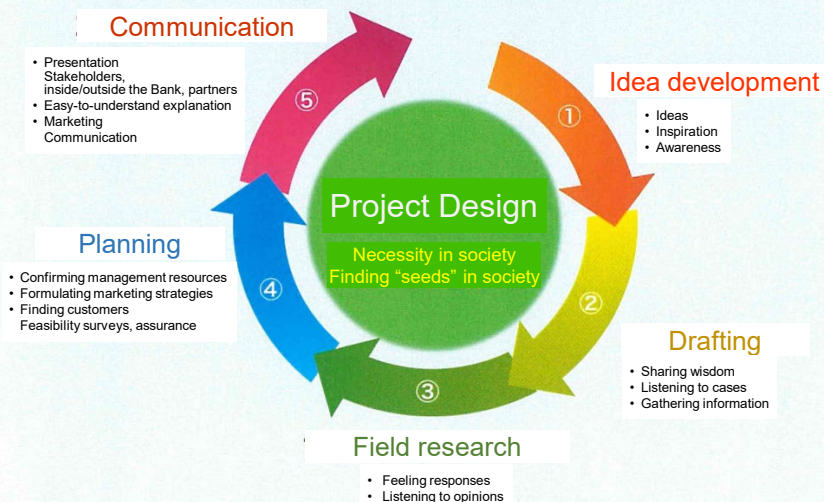 Communication
• Presentation
Stakeholders,
inside/outside the Bank, partners
• Easy-to-understand explanation
• Marketing
Communication
⑤
①
Idea development
• Ideas
• Inspiration
• Awareness
Project Design
Necessity in society
Finding “seeds” in society
Planning
• Confirming management resources
• Formulating marketing strategies
• Finding customers
Feasibility surveys, assurance
④
②
Drafting
• Sharing wisdom
• Listening to cases
• Gathering information
③
Field research
• Feeling responses
• Listening to opinions